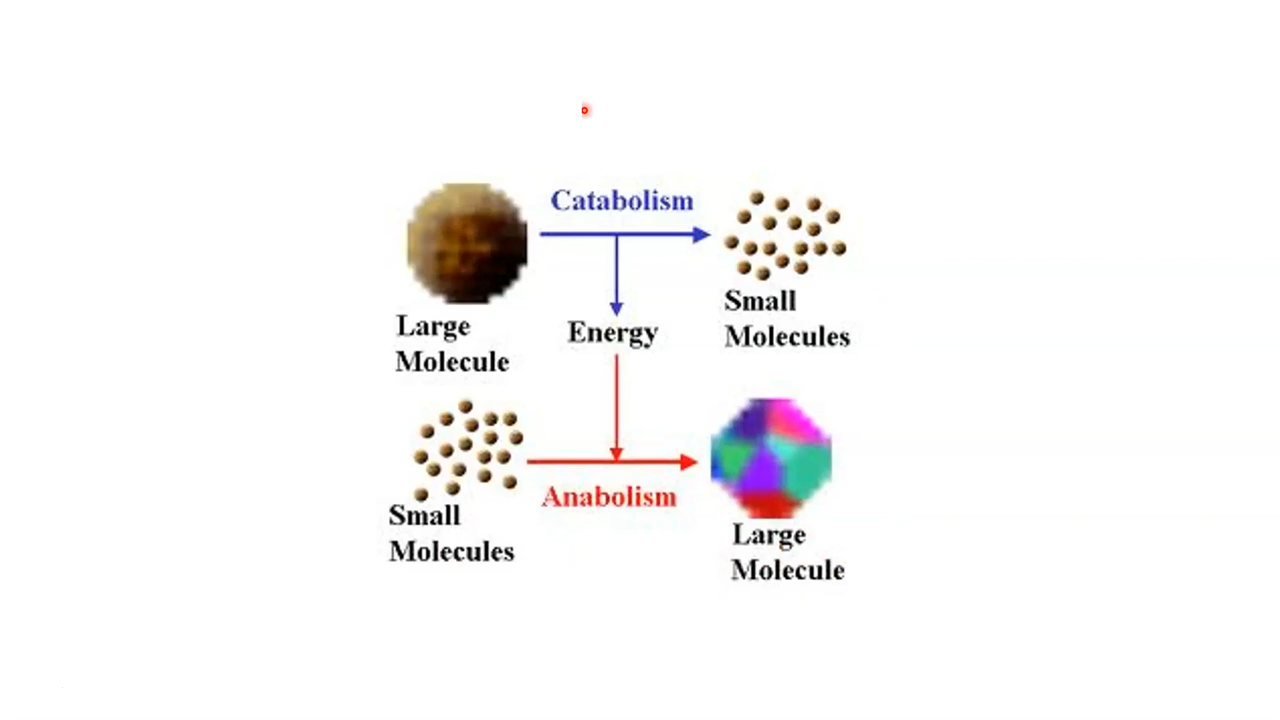 Catabolism
Large
Molecule
Energy
Small
Molecules
Small
Molecules
Anabolism
Large
Molecule